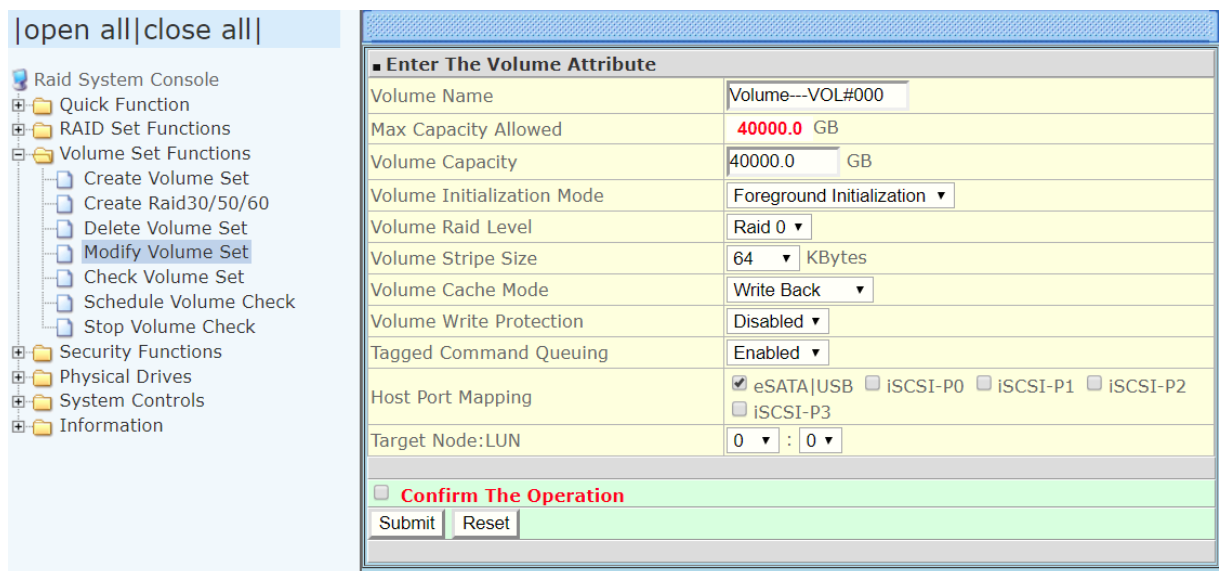 |open all|close all|
Raid System Console
Quick Function
RAID Set Functions
Volume Set Functions
Create Volume Set
Create Raid30/50/60
Delete Volume Set
Modify Volume Set
Check Volume Set
Schedule Volume Check
Stop Volume Check
Security Functions
Physical Drives
System Controls
Information
Enter The Volume Attribute
Volume Name Volume---VOL#000
Max Capacity Allowed 40000.0 GB
Volume Capacity 40000.0 GB
Volume Initialization Mode Foreground Initialization
Volume Raid Level Raid 0
Volume Stripe Size 64 KBytes
Volume Cache Mode Write Back
Volume Write Protection Disabled
Tagged Command Queuing Enabled
Host Port Mapping eSATA|USB iSCSI-P0 iSCSI-P1 iSCSI-P2
iSCSI-P3
Target Node:LUN 0 : 0
Confirm The Operation
Submit Reset